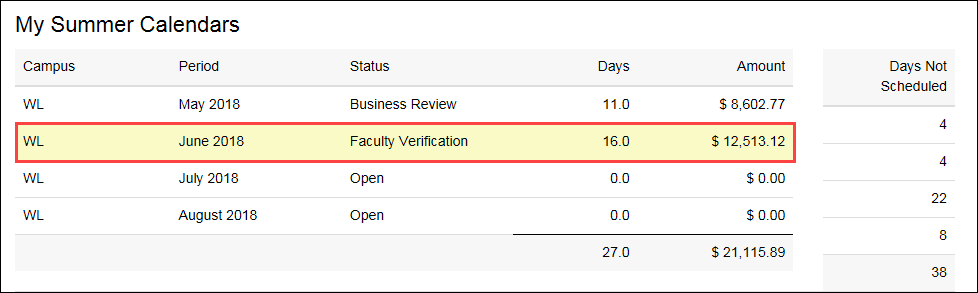 My Summer Calendars
Campus Period Status Days Amount Days Not
Scheduled
WL May 2018 Business Review 11.0 $ 8,602.77 4
WL June 2018 Faculty Verification 16.0 $ 12,513.12 4
WL July 2018 Open 0.0 $ 0.00 22
WL August 2018 Open 0.0 $ 0.00 8
27.0 $ 21,115.89 38